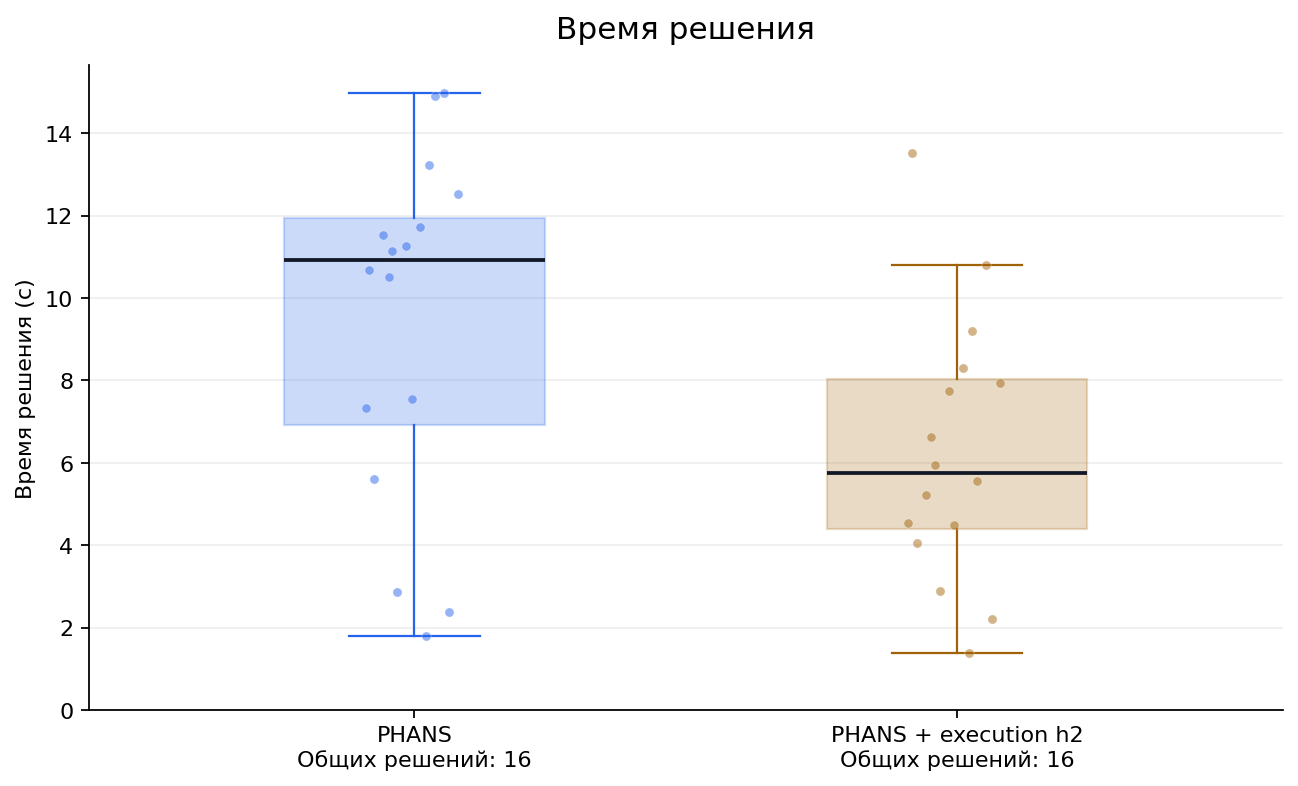 Время решения
Время решения (с)
14
12
10
8
6
4
2
0
PHANS
Общих решений: 16
PHANS + execution h2
Общих решений: 16